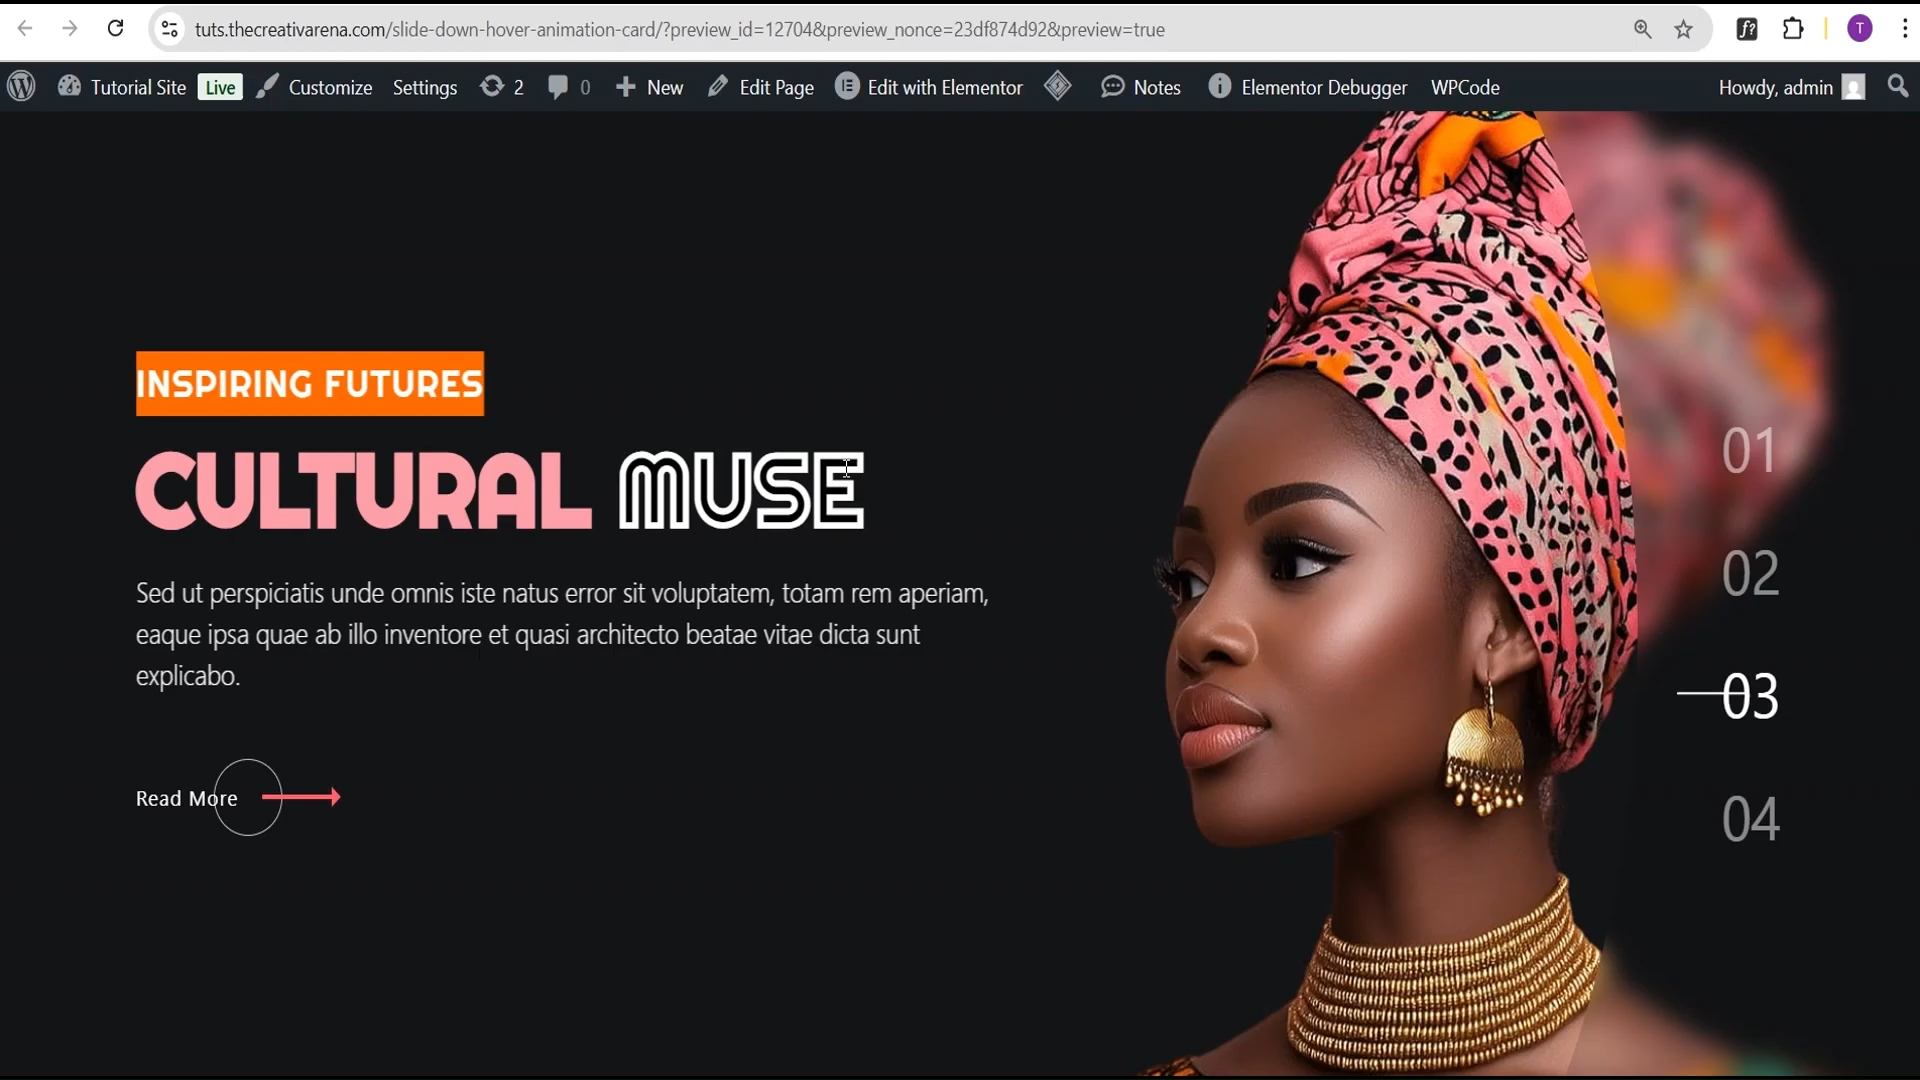 tuts.thecreativarena.com/slide-down-hover-animation-card/?preview_id=12704&preview_nonce=23df874d92&preview=true
f?
T
Tutorial Site Live Customize Settings 2 0 New Edit Page Edit with Elementor Notes Elementor Debugger WPCode Howdy, admin
INSPIRING FUTURES
CULTURAL MUSE
Sed ut perspiciatis unde omnis iste natus error sit voluptatem, totam rem aperiam,
eaque ipsa quae ab illo inventore et quasi architecto beatae vitae dicta sunt
explicabo.
Read More
01
02
03
04